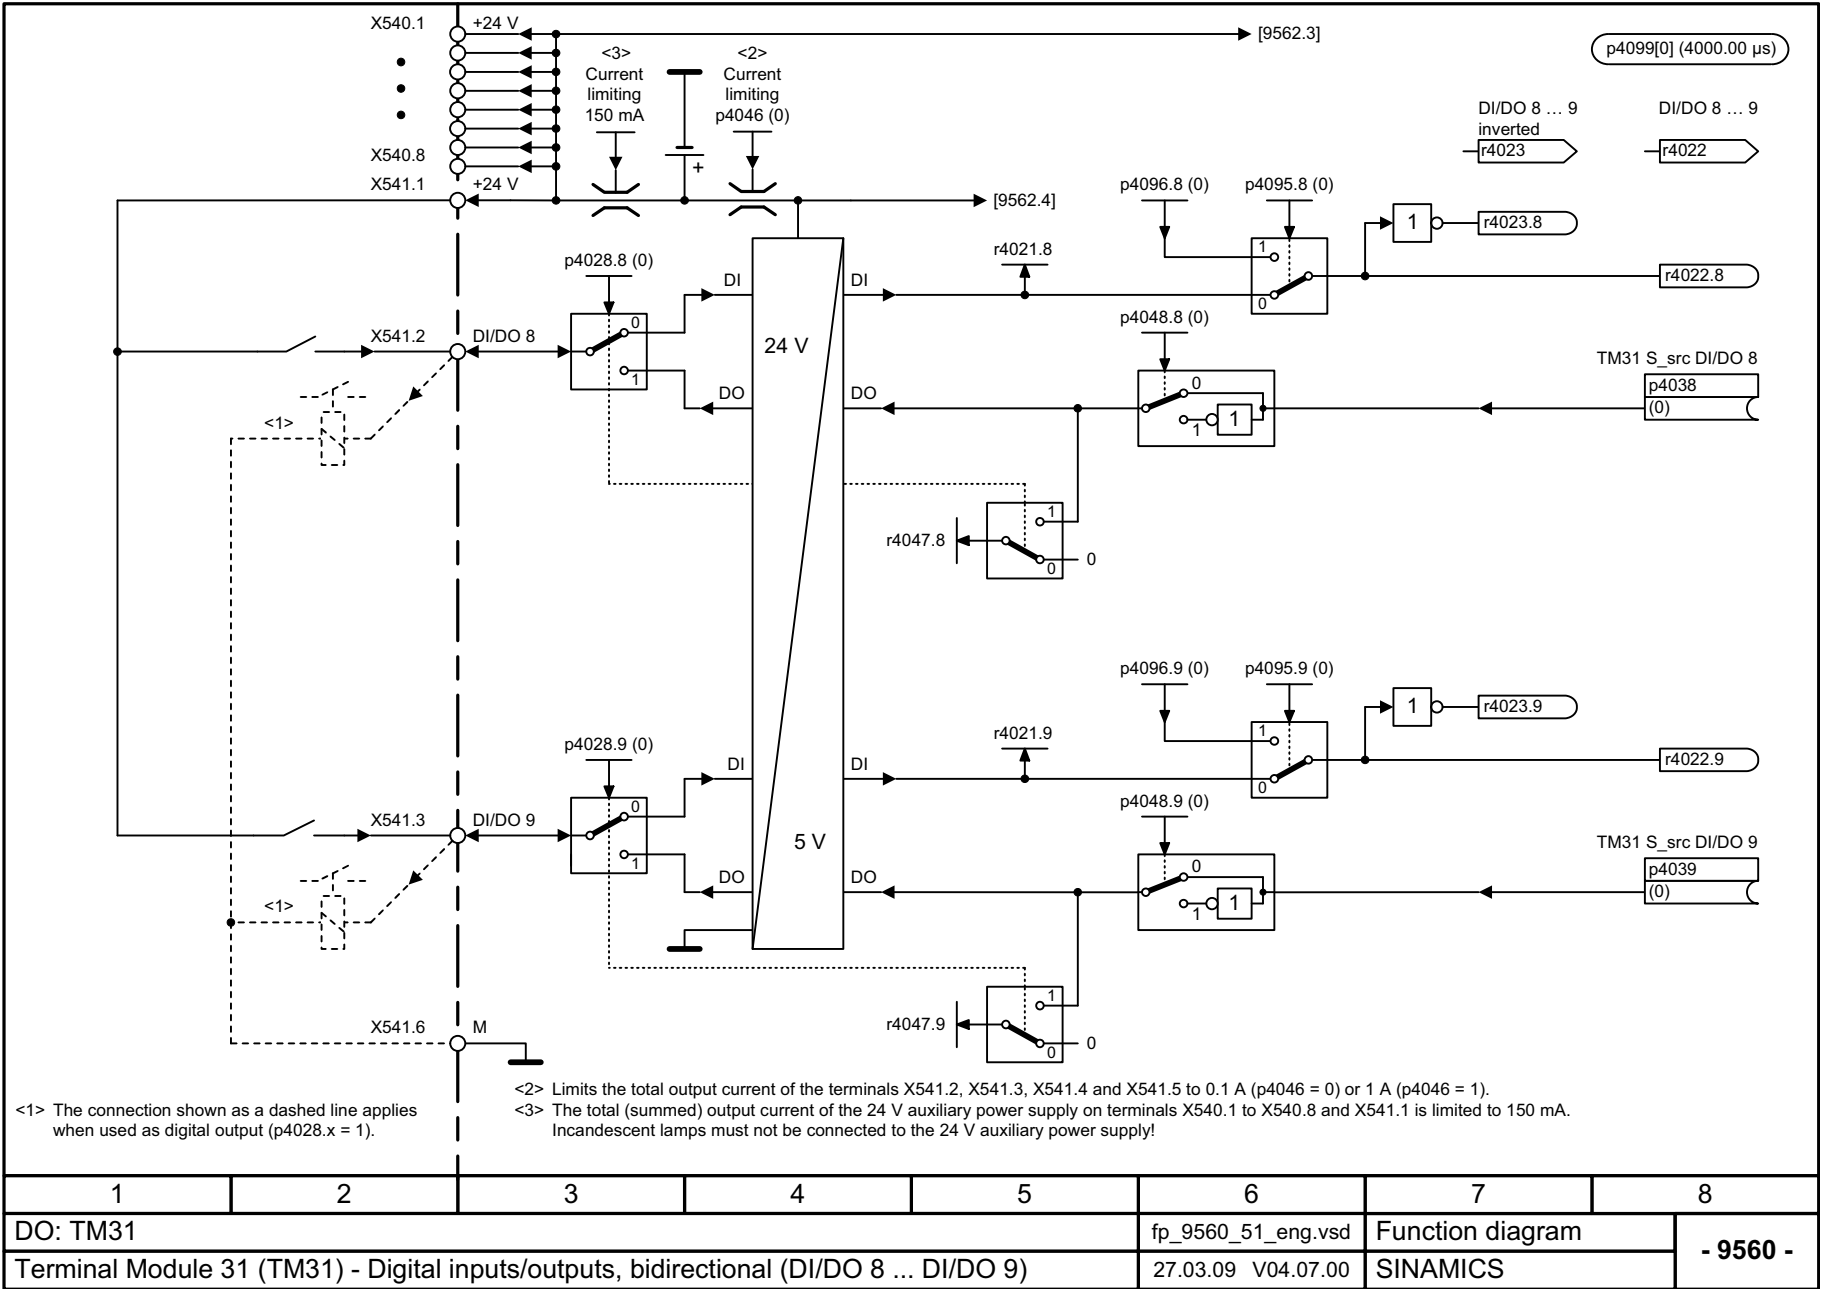 X540.1
+24 V
[9562.3]
p4099[0] (4000.00 µs)
<3>
Current
limiting
150 mA
<2>
Current
limiting
p4046 (0)
+
DI/DO 8 … 9
inverted
r4023
DI/DO 8 … 9
r4022
X540.8
X541.1
+24 V
[9562.4]
p4096.8 (0)
p4095.8 (0)
1
0
1
r4023.8
r4022.8
r4021.8
p4028.8 (0)
0
1
DI
DI
24 V
X541.2
DI/DO 8
DO
DO
p4048.8 (0)
0
1
1
TM31 S_src DI/DO 8
p4038
(0)
<1>
r4047.8
1
0
0
p4096.9 (0)
p4095.9 (0)
1
0
1
r4023.9
r4022.9
r4021.9
p4028.9 (0)
0
1
DI
DI
5 V
X541.3
DI/DO 9
DO
DO
p4048.9 (0)
0
1
1
TM31 S_src DI/DO 9
p4039
(0)
<1>
r4047.9
1
0
0
X541.6
M
<1> The connection shown as a dashed line applies
when used as digital output (p4028.x = 1).
<2> Limits the total output current of the terminals X541.2, X541.3, X541.4 and X541.5 to 0.1 A (p4046 = 0) or 1 A (p4046 = 1).
<3> The total (summed) output current of the 24 V auxiliary power supply on terminals X540.1 to X540.8 and X541.1 is limited to 150 mA.
Incandescent lamps must not be connected to the 24 V auxiliary power supply!
1 2 3 4 5 6 7 8
DO: TM31
fp_9560_51_eng.vsd
Function diagram
- 9560 -
Terminal Module 31 (TM31) - Digital inputs/outputs, bidirectional (DI/DO 8 ... DI/DO 9)
27.03.09 V04.07.00
SINAMICS